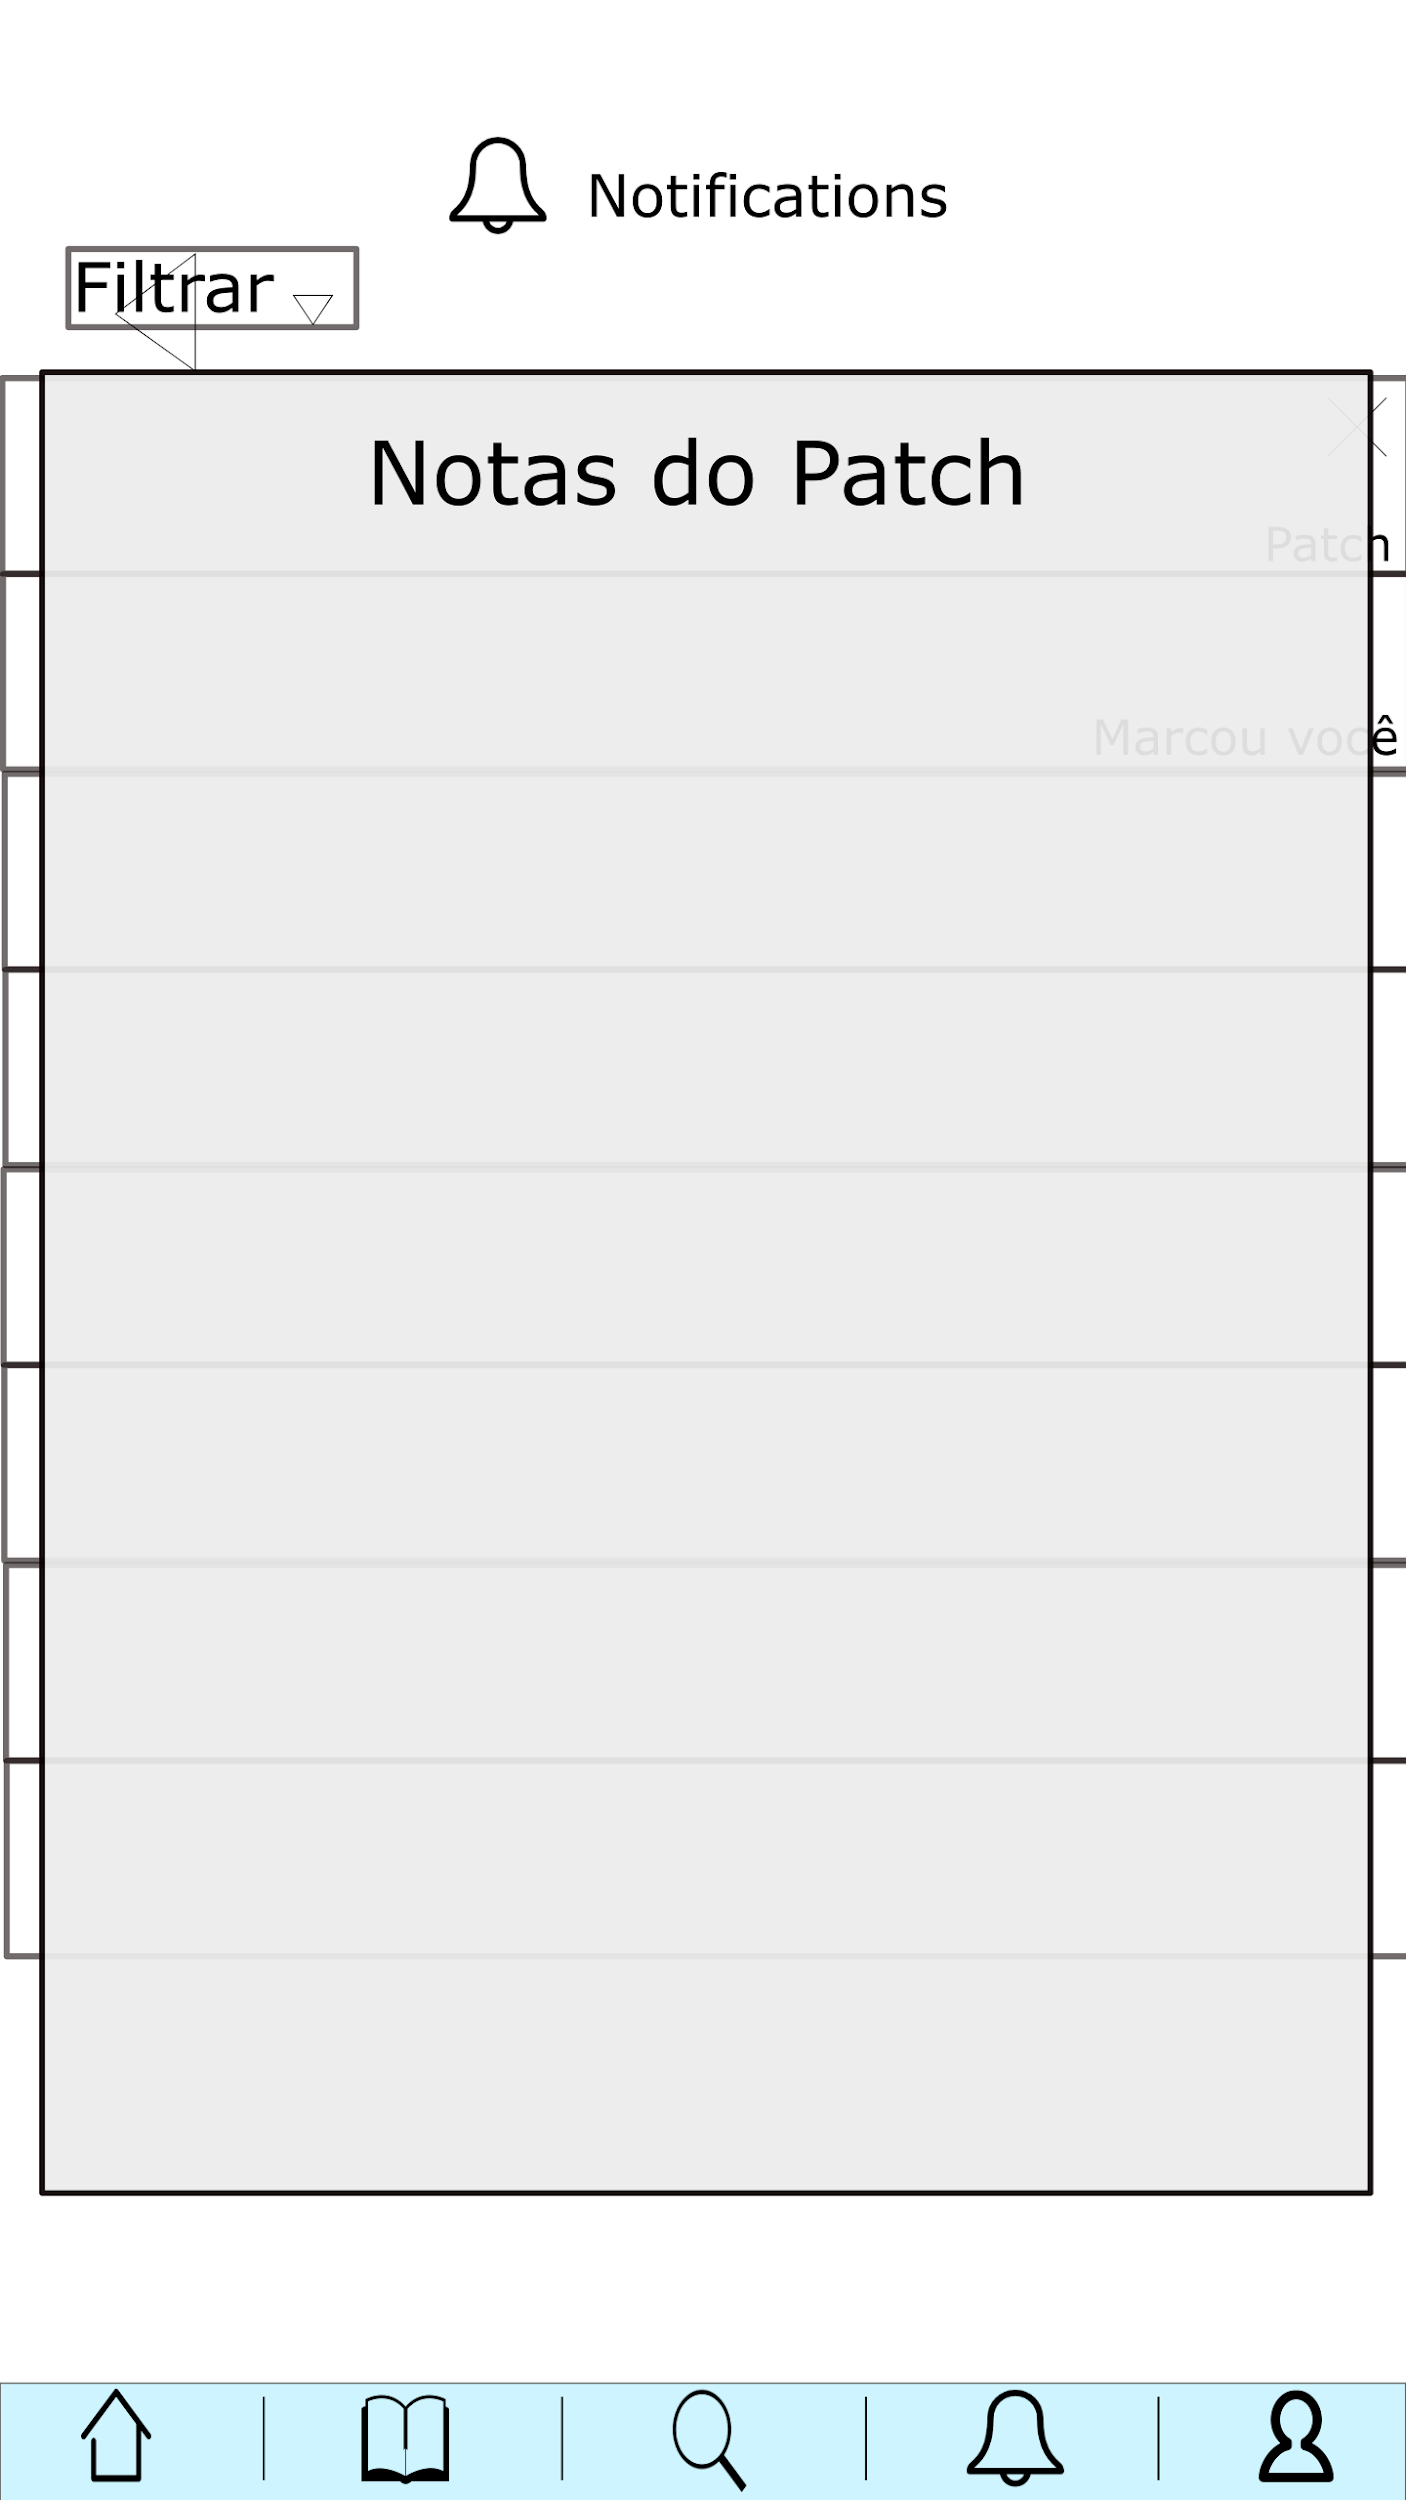 Notifications
Filtrar
Notas do Patch
Patch
Marcou você